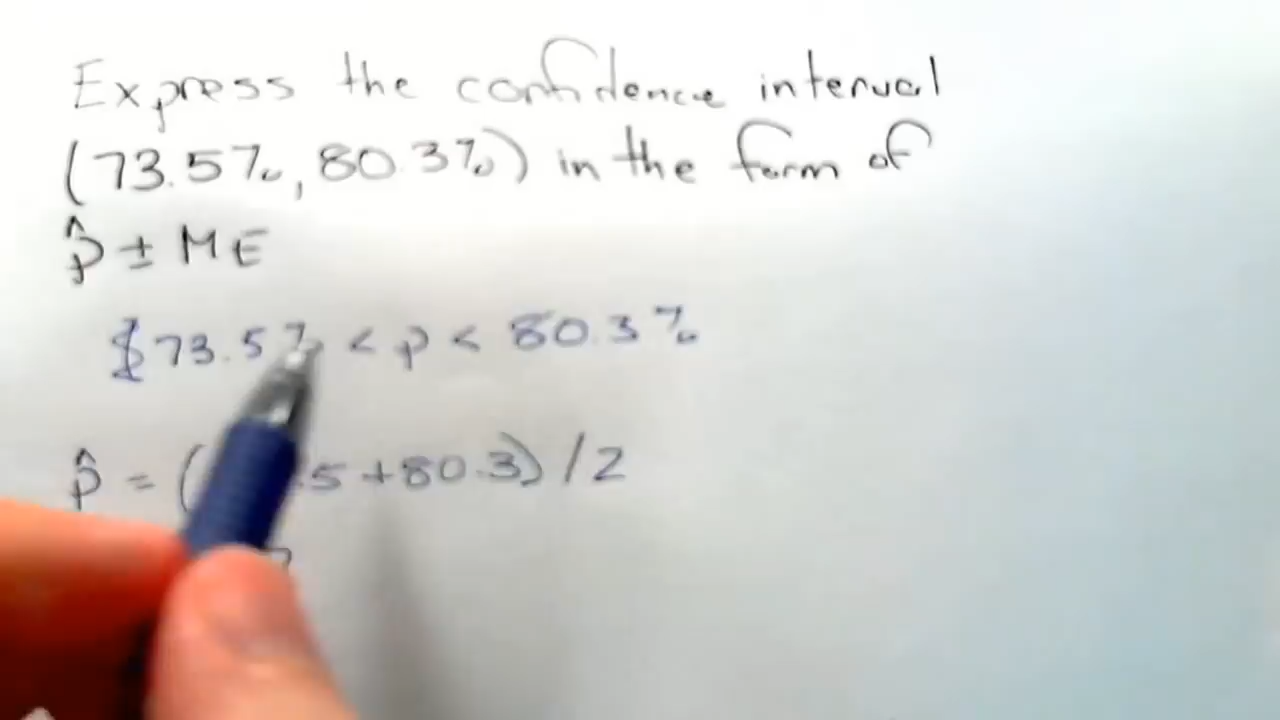 Express the confidence interval
(73.5%, 80.3%) in the form of
p̂ ± ME
73.5% < p < 80.3%
p̂ = ( .5 + 80.3) / 2